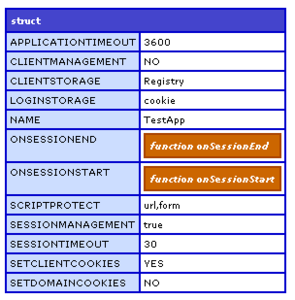 struct
APPLICATIONTIMEOUT 3600
CLIENTMANAGEMENT NO
CLIENTSTORAGE Registry
LOGINSTORAGE cookie
NAME TestApp
ONSESSIONEND function onSessionEnd
ONSESSIONSTART function onSessionStart
SCRIPTPROTECT url,form
SESSIONMANAGEMENT true
SESSIONTIMEOUT 30
SETCLIENTCOOKIES YES
SETDOMAINCOOKIES NO